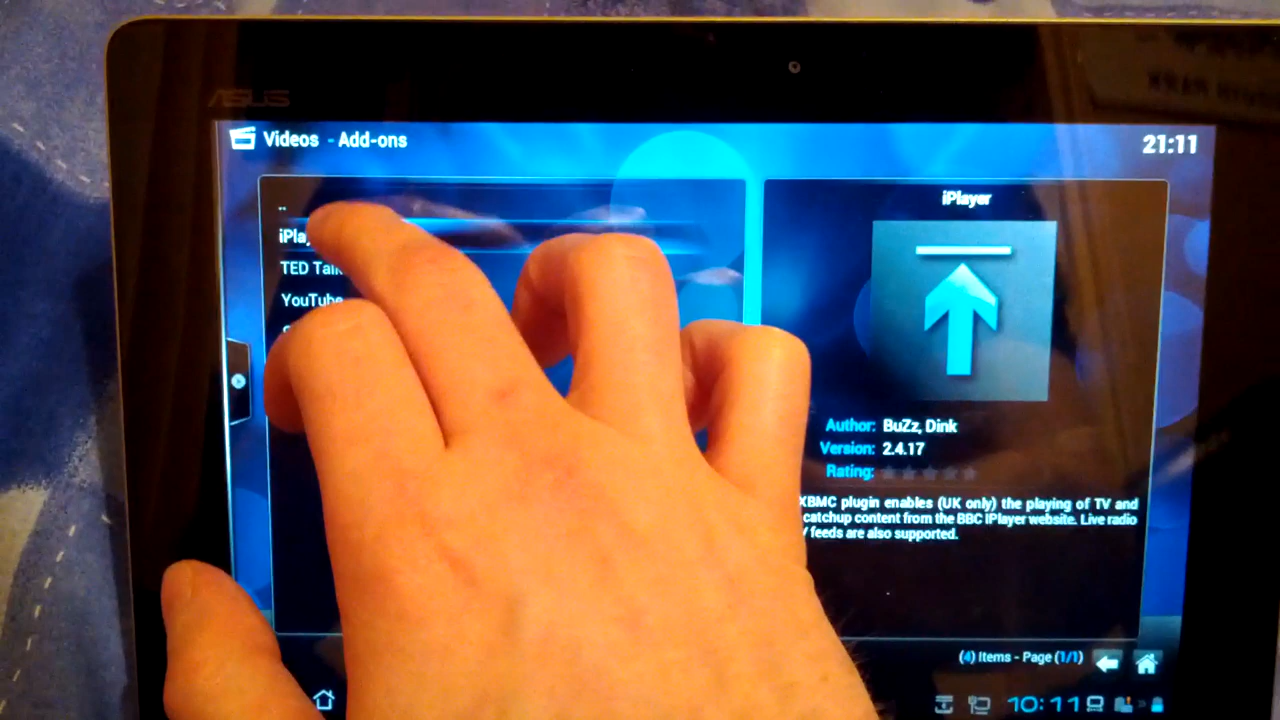 ASUS
Videos - Add-ons
21:11
..
iPla
TED Talk
YouTube
iPlayer
Author: BuZz, Dink
Version: 2.4.17
Rating:
XBMC plugin enables (UK only) the playing of TV and
catchup content from the BBC IPlayer website. Live radio
feeds are also supported.
(4) Items - Page (1/1)
10:11